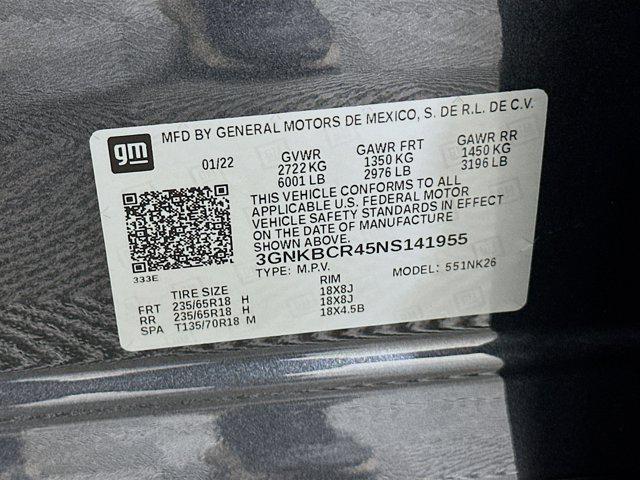 gm
MFD BY GENERAL MOTORS DE MEXICO, S. DE R.L. DE C.V.
01/22 GVWR GAWR FRT GAWR RR
2722 KG 1350 KG 1450 KG
6001 LB 2976 LB 3196 LB
THIS VEHICLE CONFORMS TO ALL
APPLICABLE U.S. FEDERAL MOTOR
VEHICLE SAFETY STANDARDS IN EFFECT
ON THE DATE OF MANUFACTURE
SHOWN ABOVE.
3GNKBCR45NS141955
333E TYPE: M.P.V. MODEL: 551NK26
TIRE SIZE RIM
FRT 235/65R18 H 18X8J
RR 235/65R18 H 18X8J
SPA T135/70R18 M 18X4.5B